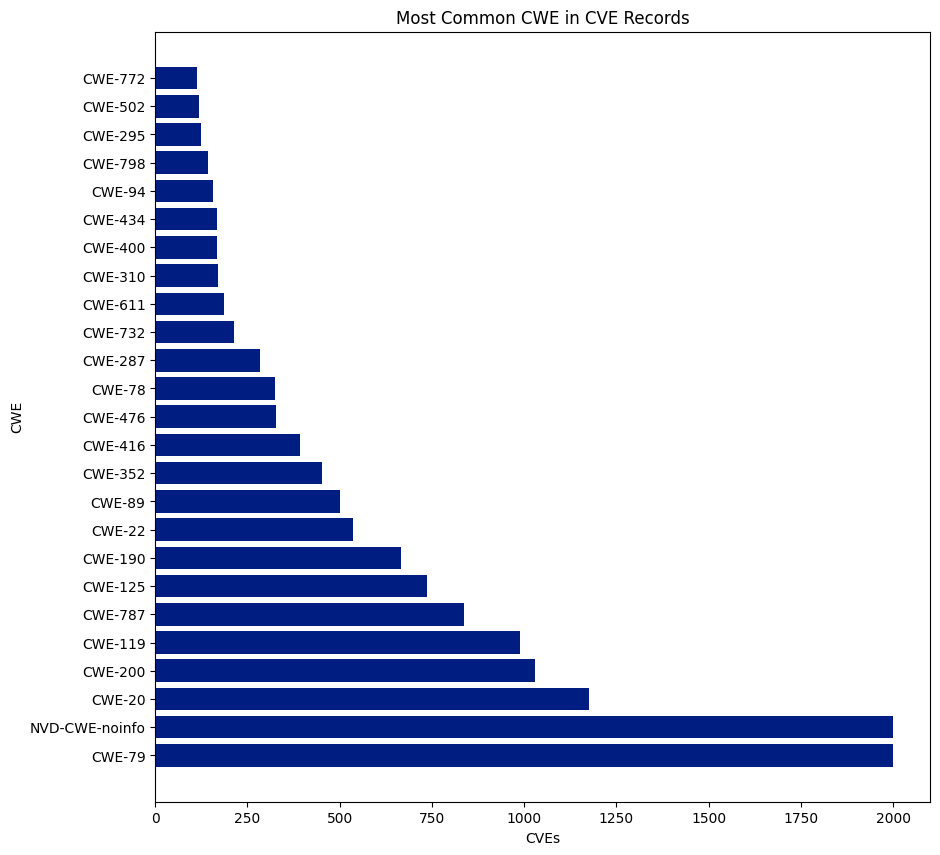 Most Common CWE in CVE Records
CWE
CWE-772
CWE-502
CWE-295
CWE-798
CWE-94
CWE-434
CWE-400
CWE-310
CWE-611
CWE-732
CWE-287
CWE-78
CWE-476
CWE-416
CWE-352
CWE-89
CWE-22
CWE-190
CWE-125
CWE-787
CWE-119
CWE-200
CWE-20
NVD-CWE-noinfo
CWE-79
0 250 500 750 1000 1250 1500 1750 2000
CVEs